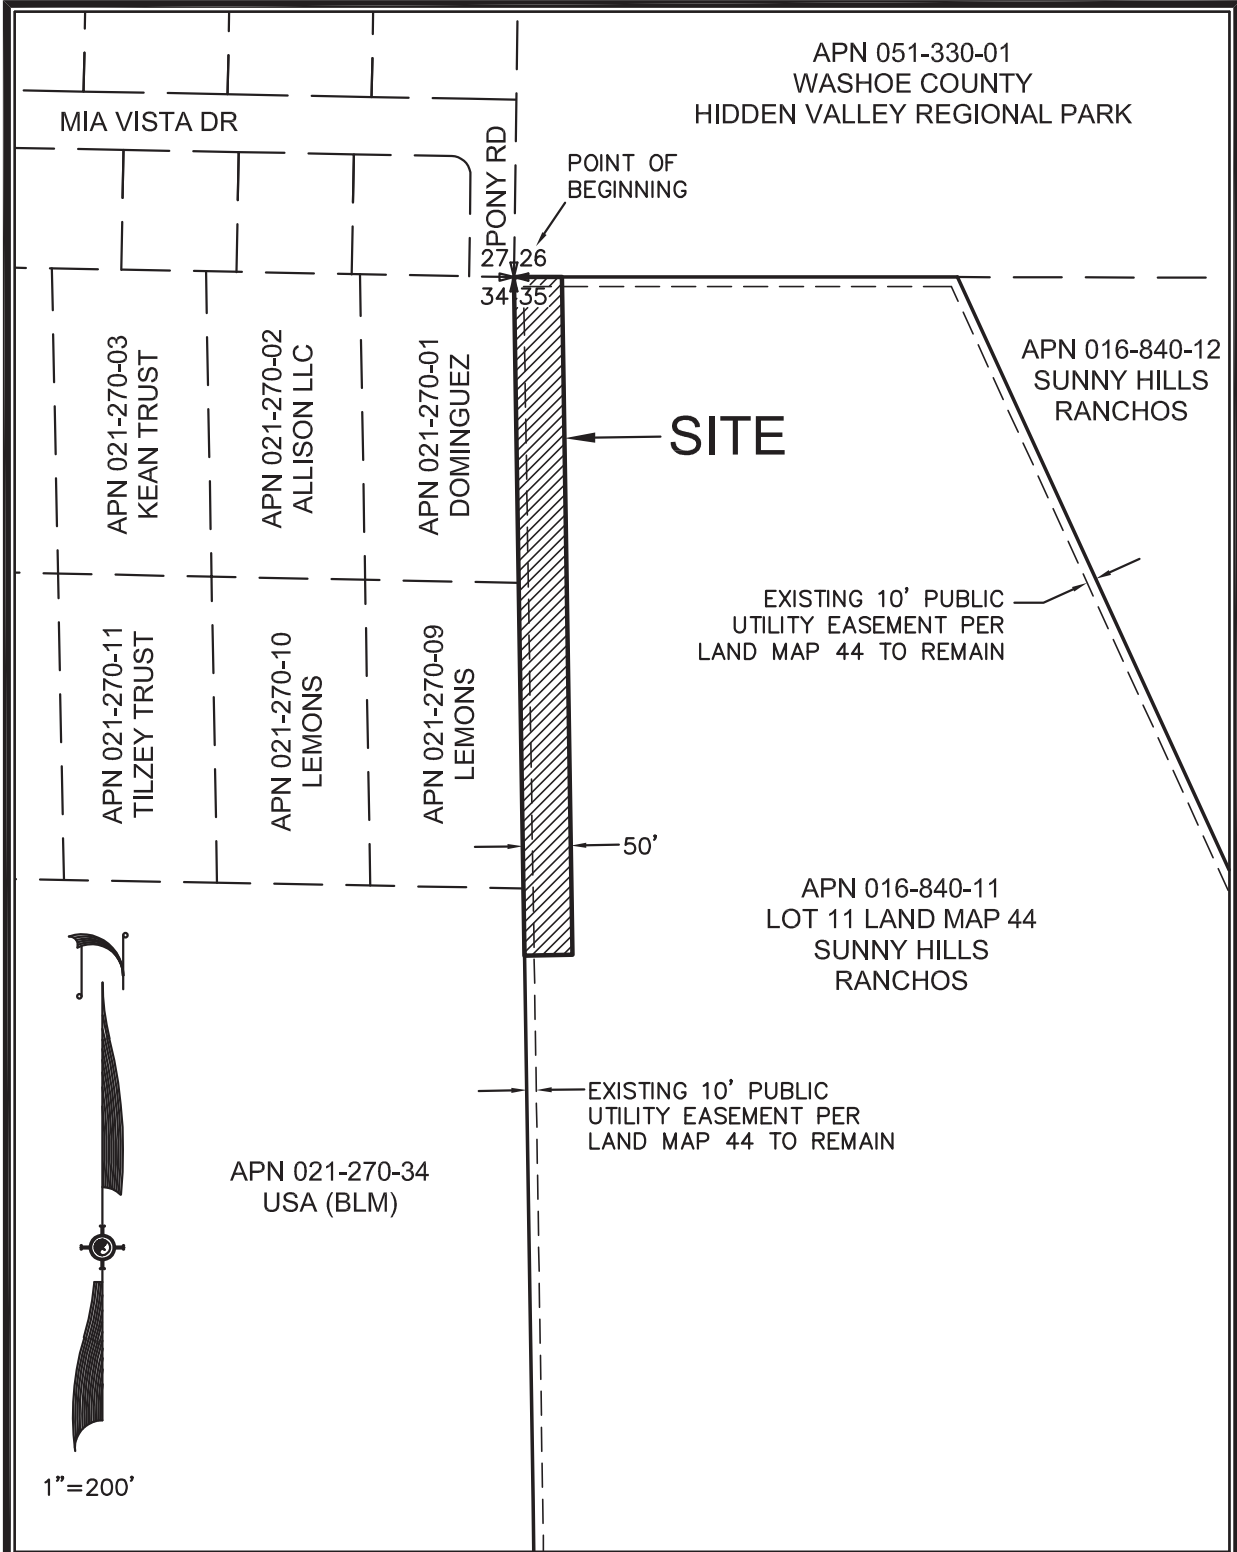 APN 051-330-01
WASHOE COUNTY
HIDDEN VALLEY REGIONAL PARK
MIA VISTA DR
PONY RD
POINT OF
BEGINNING
27 26
34 35
APN 021-270-03
KEAN TRUST
APN 021-270-02
ALLISON LLC
APN 021-270-01
DOMINGUEZ
SITE
APN 016-840-12
SUNNY HILLS
RANCHOS
EXISTING 10' PUBLIC
UTILITY EASEMENT PER
LAND MAP 44 TO REMAIN
APN 021-270-11
TILZEY TRUST
APN 021-270-10
LEMONS
APN 021-270-09
LEMONS
50'
APN 016-840-11
LOT 11 LAND MAP 44
SUNNY HILLS
RANCHOS
EXISTING 10' PUBLIC
UTILITY EASEMENT PER
LAND MAP 44 TO REMAIN
APN 021-270-34
USA (BLM)
1"=200'